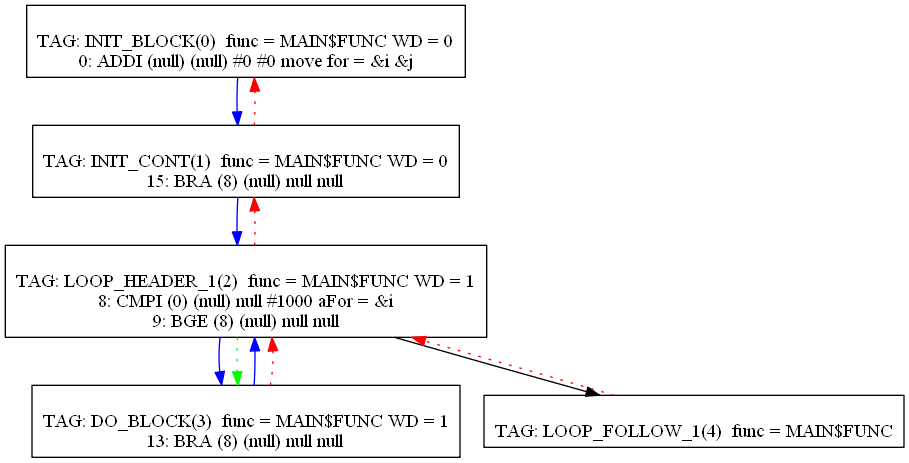 TAG: INIT_BLOCK(0)  func = MAIN$FUNC WD = 0
0: ADDI (null) (null) #0 #0 move for = &i &j
TAG: INIT_CONT(1)  func = MAIN$FUNC WD = 0
15: BRA (8) (null) null null
TAG: LOOP_HEADER_1(2)  func = MAIN$FUNC WD = 1
8: CMPI (0) (null) null #1000 aFor = &i
9: BGE (8) (null) null null
TAG: DO_BLOCK(3)  func = MAIN$FUNC WD = 1
13: BRA (8) (null) null null
TAG: LOOP_FOLLOW_1(4)  func = MAIN$FUNC